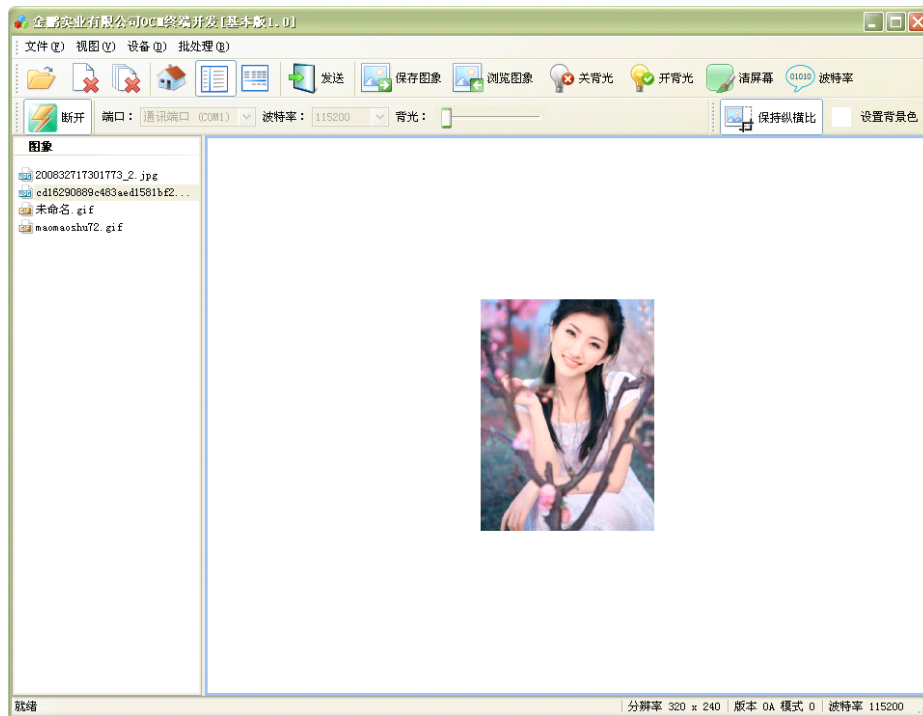 金鹏实业有限公司OCM终端开发[基本版1.0]
文件(F) 视图(V) 设备(D) 批处理(B)
发送 保存图象 浏览图象 关背光 开背光 清屏幕 01010 波特率
断开 端口： 通讯端口 (COM1) 波特率： 115200 背光： 保持纵横比 设置背景色
图象
200832717301773_2.jpg
cd16290889c483aed1581bf2...
未命名.gif
maomaoshu72.gif
就绪 分辨率 320 x 240 版本 0A 模式 0 波特率 115200